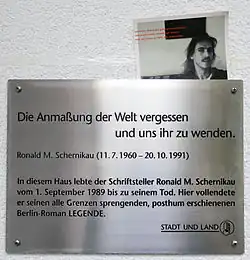 Die Anmaßung der Welt vergessen
und uns ihr zu wenden.
Ronald M. Schernikau (11.7.1960 – 20.10.1991)
In diesem Haus lebte der Schriftsteller Ronald M. Schernikau
vom 1. September 1989 bis zu seinem Tod. Hier vollendete
er seinen alle Grenzen sprengenden, posthum erschienenen
Berlin-Roman LEGENDE.
STADT UND LAND